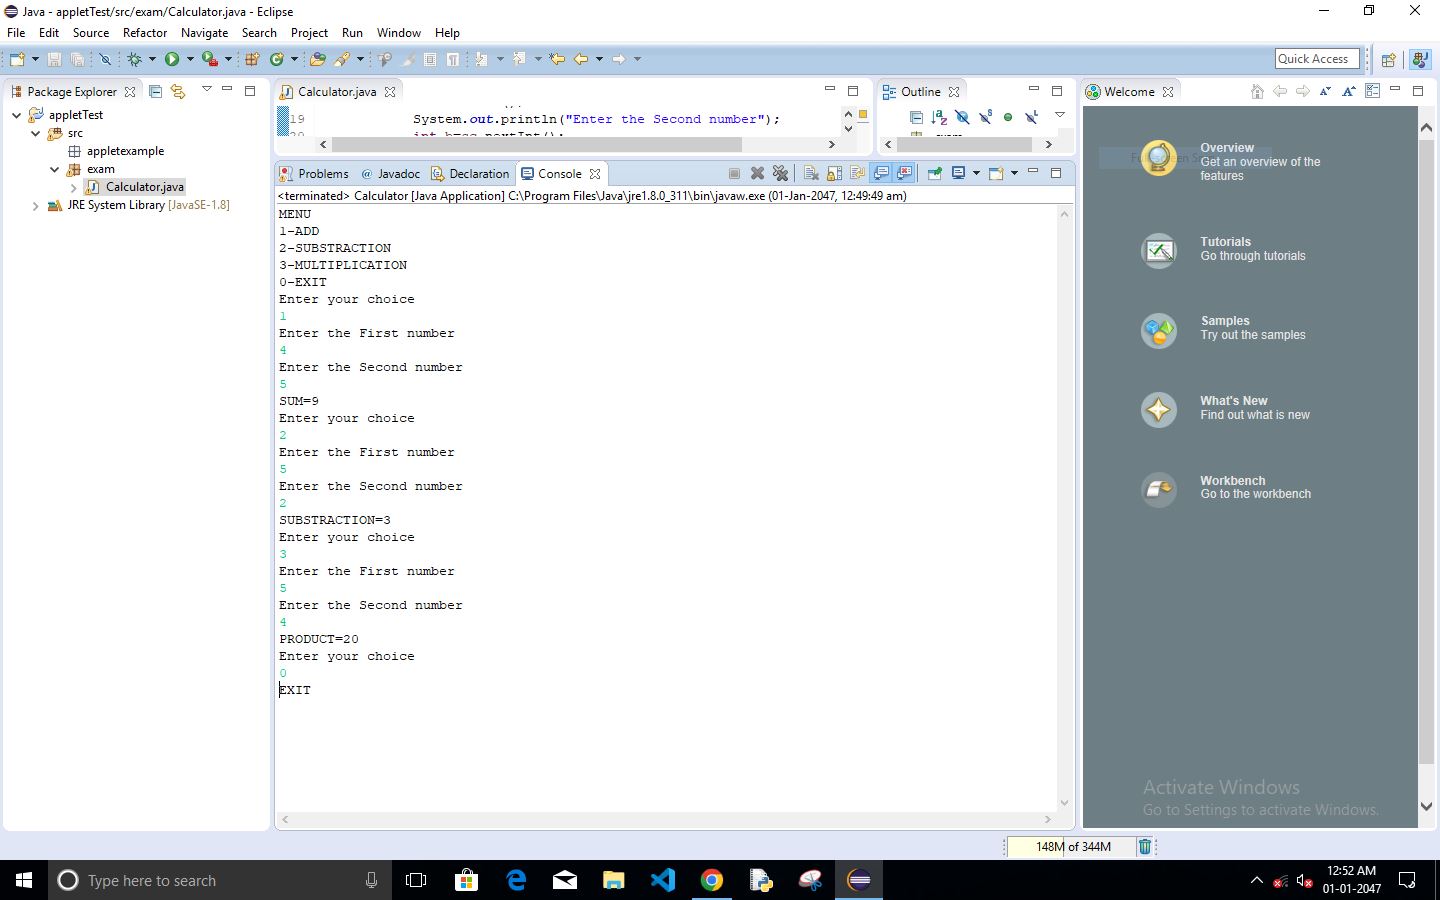 Java - appletTest/src/exam/Calculator.java - Eclipse
File Edit Source Refactor Navigate Search Project Run Window Help
Quick Access
Package Explorer
appletTest
src
appletexample
exam
Calculator.java
JRE System Library [JavaSE-1.8]
Calculator.java
19 System.out.println("Enter the Second number");
Outline
Problems @ Javadoc Declaration Console
<terminated> Calculator [Java Application] C:\Program Files\Java\jre1.8.0_311\bin\javaw.exe (01-Jan-2047, 12:49:49 am)
MENU
1-ADD
2-SUBSTRACTION
3-MULTIPLICATION
0-EXIT
Enter your choice
1
Enter the First number
4
Enter the Second number
5
SUM=9
Enter your choice
2
Enter the First number
5
Enter the Second number
2
SUBSTRACTION=3
Enter your choice
3
Enter the First number
5
Enter the Second number
4
PRODUCT=20
Enter your choice
0
EXIT
Welcome
Overview
Get an overview of the
features
Tutorials
Go through tutorials
Samples
Try out the samples
What's New
Find out what is new
Workbench
Go to the workbench
Activate Windows
Go to Settings to activate Windows.
148M of 344M
Type here to search
12:52 AM
01-01-2047